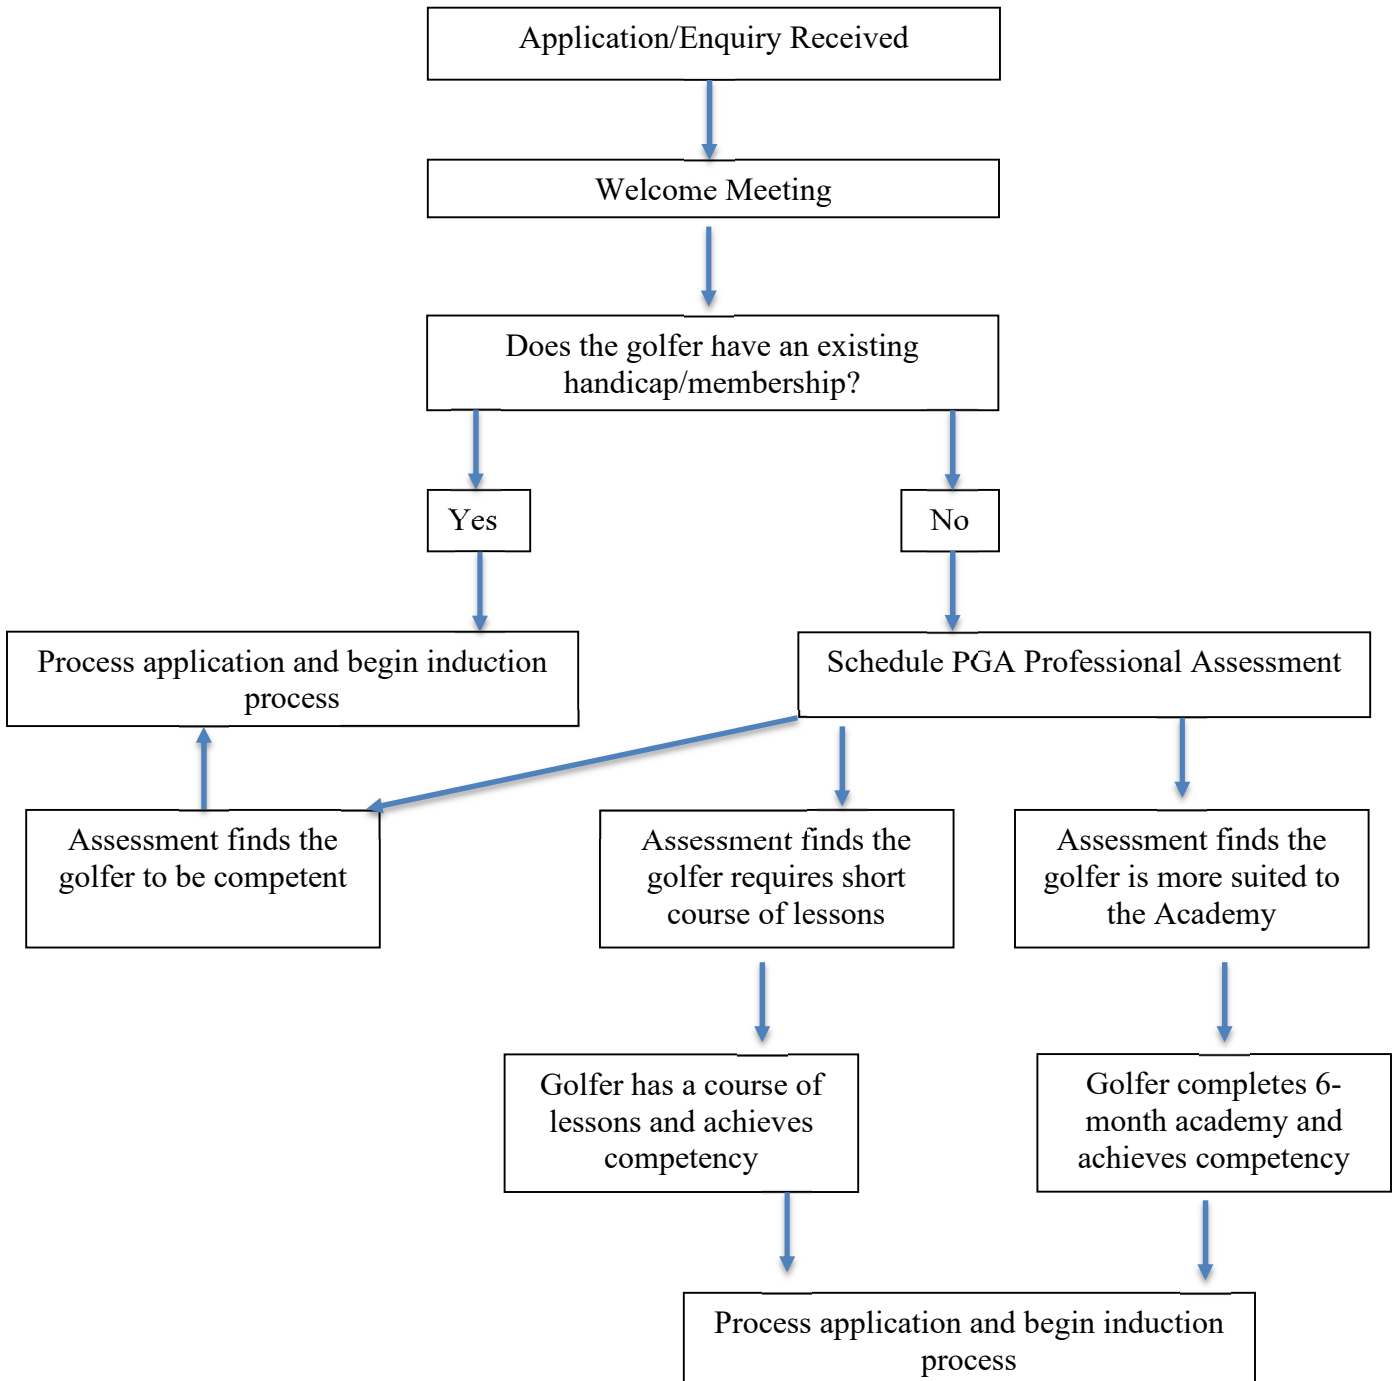 Application/Enquiry Received
Welcome Meeting
Does the golfer have an existing
handicap/membership?
Yes
No
Process application and begin induction
process
Schedule PGA Professional Assessment
Assessment finds the
golfer to be competent
Assessment finds the
golfer requires short
course of lessons
Assessment finds the
golfer is more suited to
the Academy
Golfer has a course of
lessons and achieves
competency
Golfer completes 6-
month academy and
achieves competency
Process application and begin induction
process